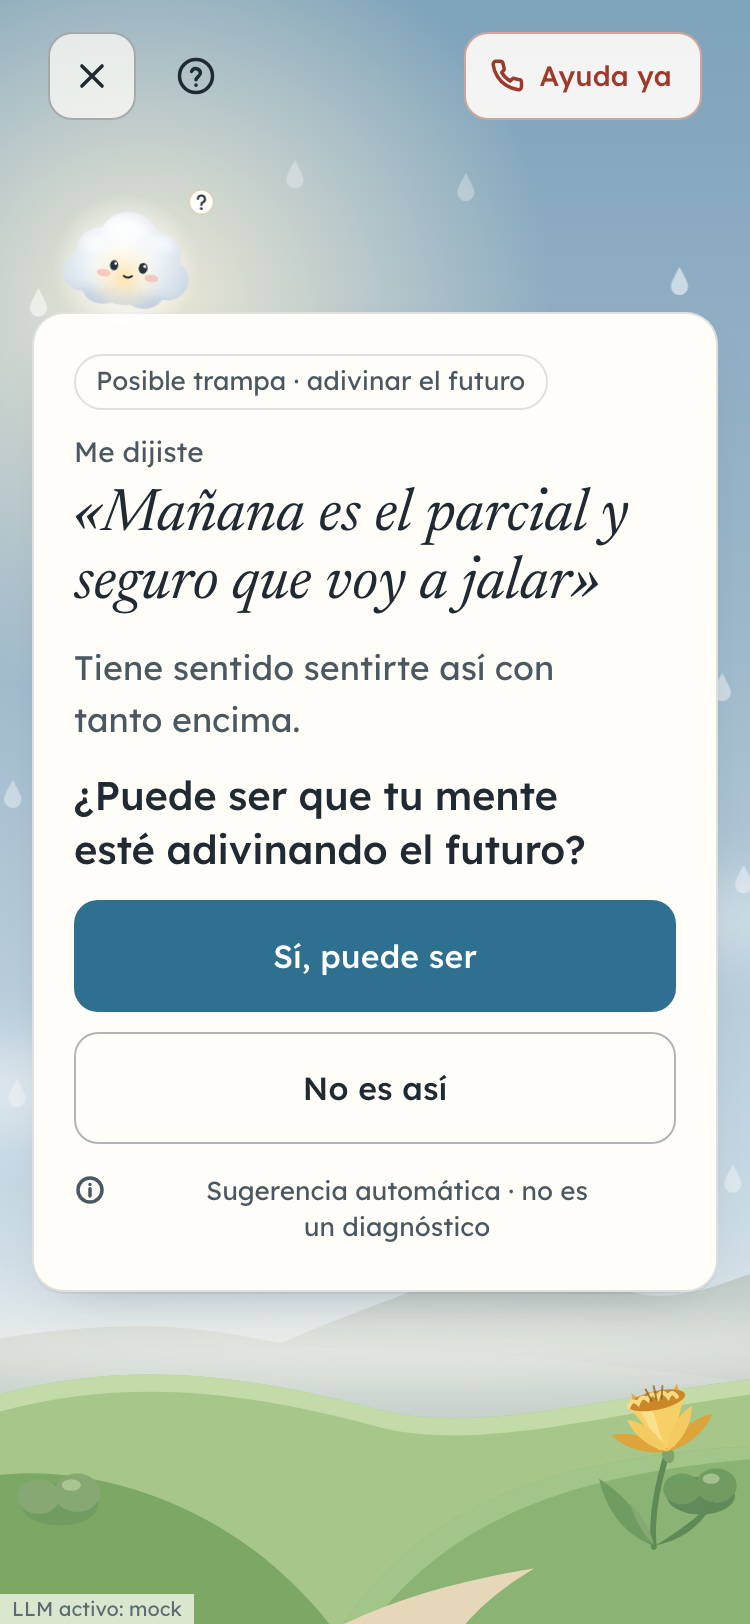 Ayuda ya
?
Posible trampa · adivinar el futuro
Me dijiste
«Mañana es el parcial y
seguro que voy a jalar»
Tiene sentido sentirte así con
tanto encima.
¿Puede ser que tu mente
esté adivinando el futuro?
Sí, puede ser
No es así
Sugerencia automática · no es
un diagnóstico
LLM activo: mock